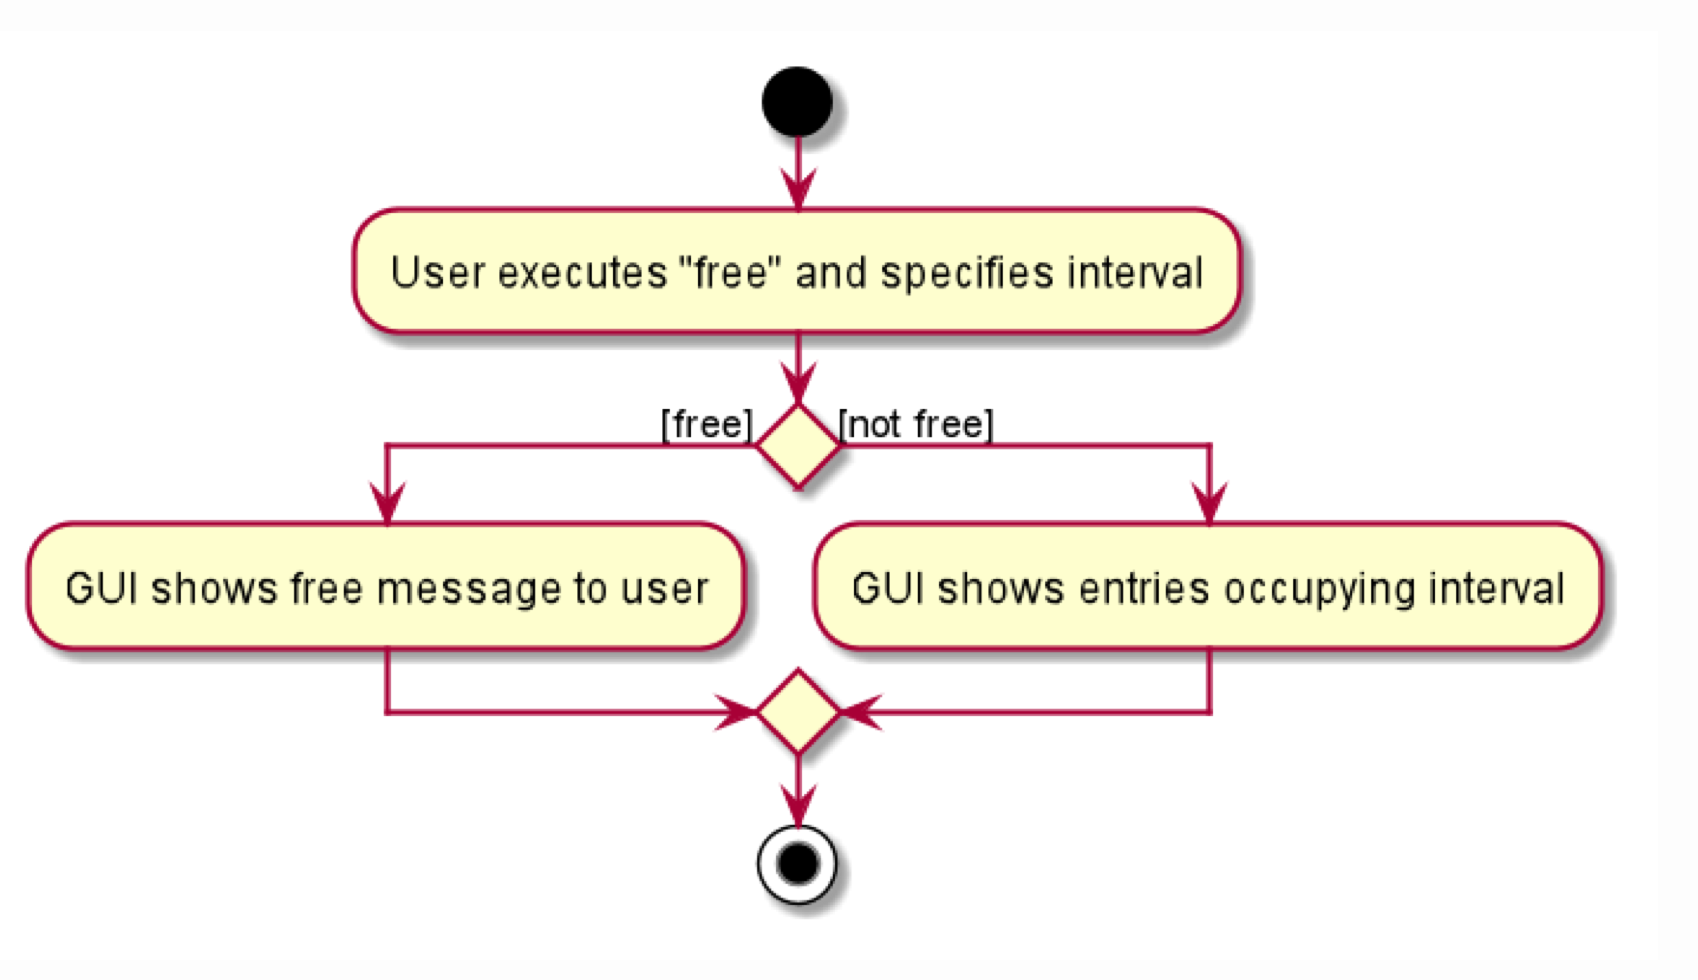 User executes "free" and specifies interval
[free]
[not free]
GUI shows free message to user
GUI shows entries occupying interval